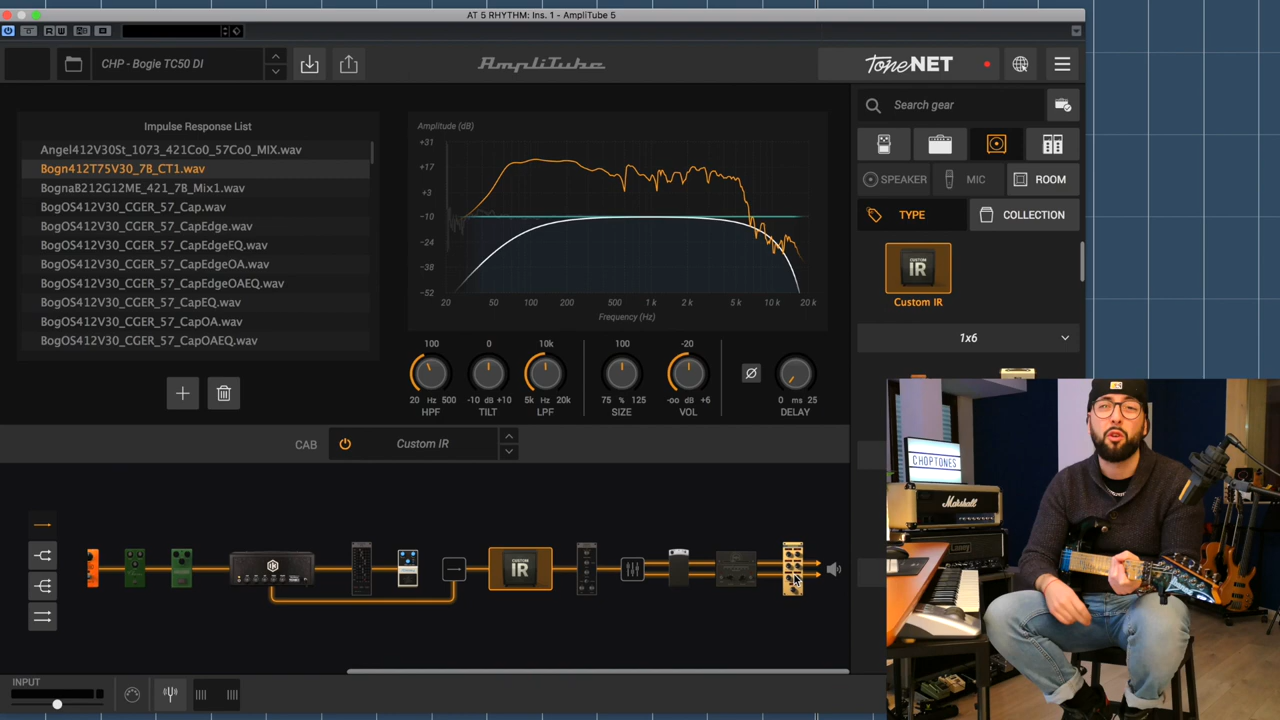 AT 5 RHYTHM: Ins. 1 - AmpliTube 5
R W
CHP - Bogie TC50 DI
AMPLITUBE
ToneNET
Impulse Response List
Angel412V30St_1073_421Co0_57Co0_MIX.wav
Bogn412T75V30_7B_CT1.wav
BognaB212G12ME_421_7B_Mix1.wav
BogOS412V30_CGER_57_Cap.wav
BogOS412V30_CGER_57_CapEdge.wav
BogOS412V30_CGER_57_CapEdgeEQ.wav
BogOS412V30_CGER_57_CapEdgeOA.wav
BogOS412V30_CGER_57_CapEdgeOAEQ.wav
BogOS412V30_CGER_57_CapEQ.wav
BogOS412V30_CGER_57_CapOA.wav
BogOS412V30_CGER_57_CapOAEQ.wav
Amplitude (dB)
+31
+17
+3
-10
-24
-38
-52
20 50 100 200 500 1 k 2 k 5 k 10 k 20 k
Frequency (Hz)
100 0 10k 100 -20
20 Hz 500 -10 dB +10 5k Hz 20k 75 % 125 -oo dB +6 0 ms 25
HPF TILT LPF SIZE VOL DELAY
Search gear
SPEAKER MIC ROOM
TYPE COLLECTION
CUSTOM
IR
Custom IR
1x6
CAB Custom IR
CUSTOM
IR
INPUT
CHOPTONES
Marshall